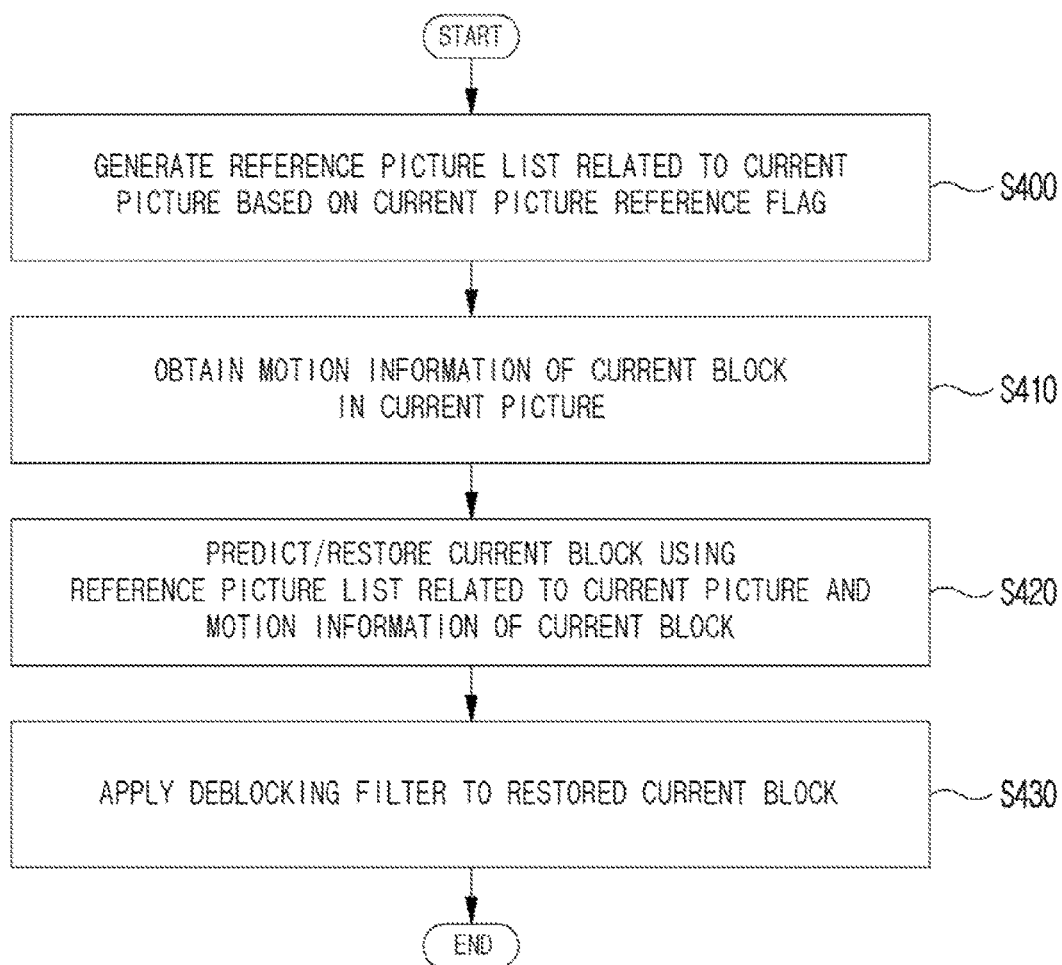 START
GENERATE REFERENCE PICTURE LIST RELATED TO CURRENT
PICTURE BASED ON CURRENT PICTURE REFERENCE FLAG
S400
OBTAIN MOTION INFORMATION OF CURRENT BLOCK
IN CURRENT PICTURE
S410
PREDICT/RESTORE CURRENT BLOCK USING
REFERENCE PICTURE LIST RELATED TO CURRENT PICTURE AND
MOTION INFORMATION OF CURRENT BLOCK
S420
APPLY DEBLOCKING FILTER TO RESTORED CURRENT BLOCK
S430
END